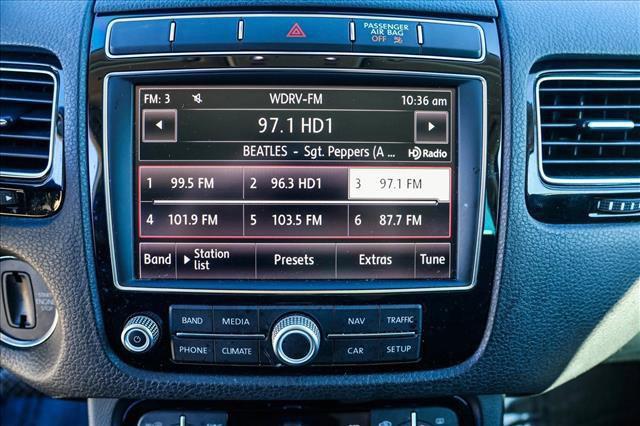 PASSENGER
AIR BAG
OFF
FM: 3 WDRV-FM 10:36 am
97.1 HD1
BEATLES - Sgt. Peppers (A ... HD Radio
1 99.5 FM 2 96.3 HD1 3 97.1 FM
4 101.9 FM 5 103.5 FM 6 87.7 FM
Band Station list Presets Extras Tune
BAND MEDIA NAV TRAFFIC
PHONE CLIMATE CAR SETUP